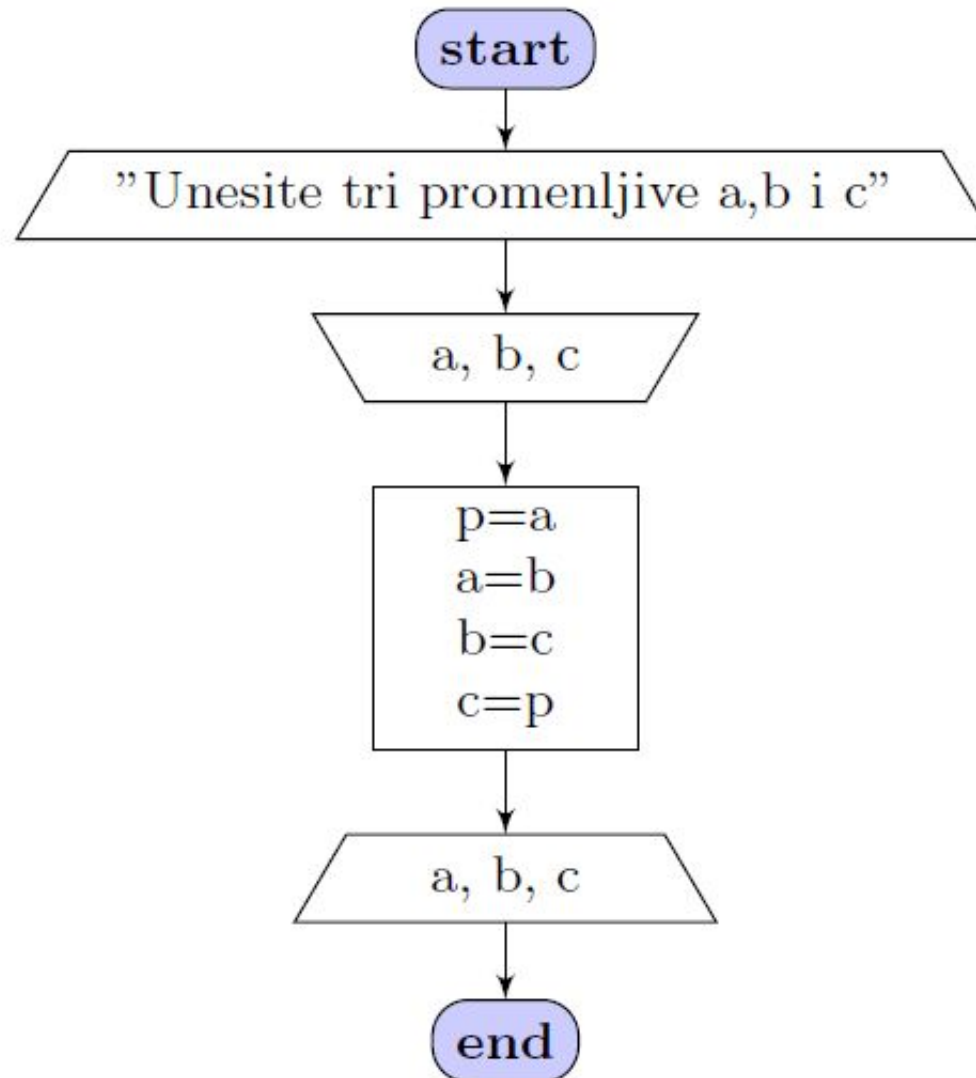 start
”Unesite tri promenljive a,b i c”
a, b, c
p=a
a=b
b=c
c=p
a, b, c
end